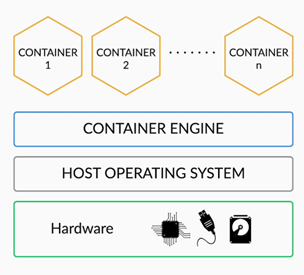 CONTAINER
1
CONTAINER
2
CONTAINER
n
CONTAINER ENGINE
HOST OPERATING SYSTEM
Hardware